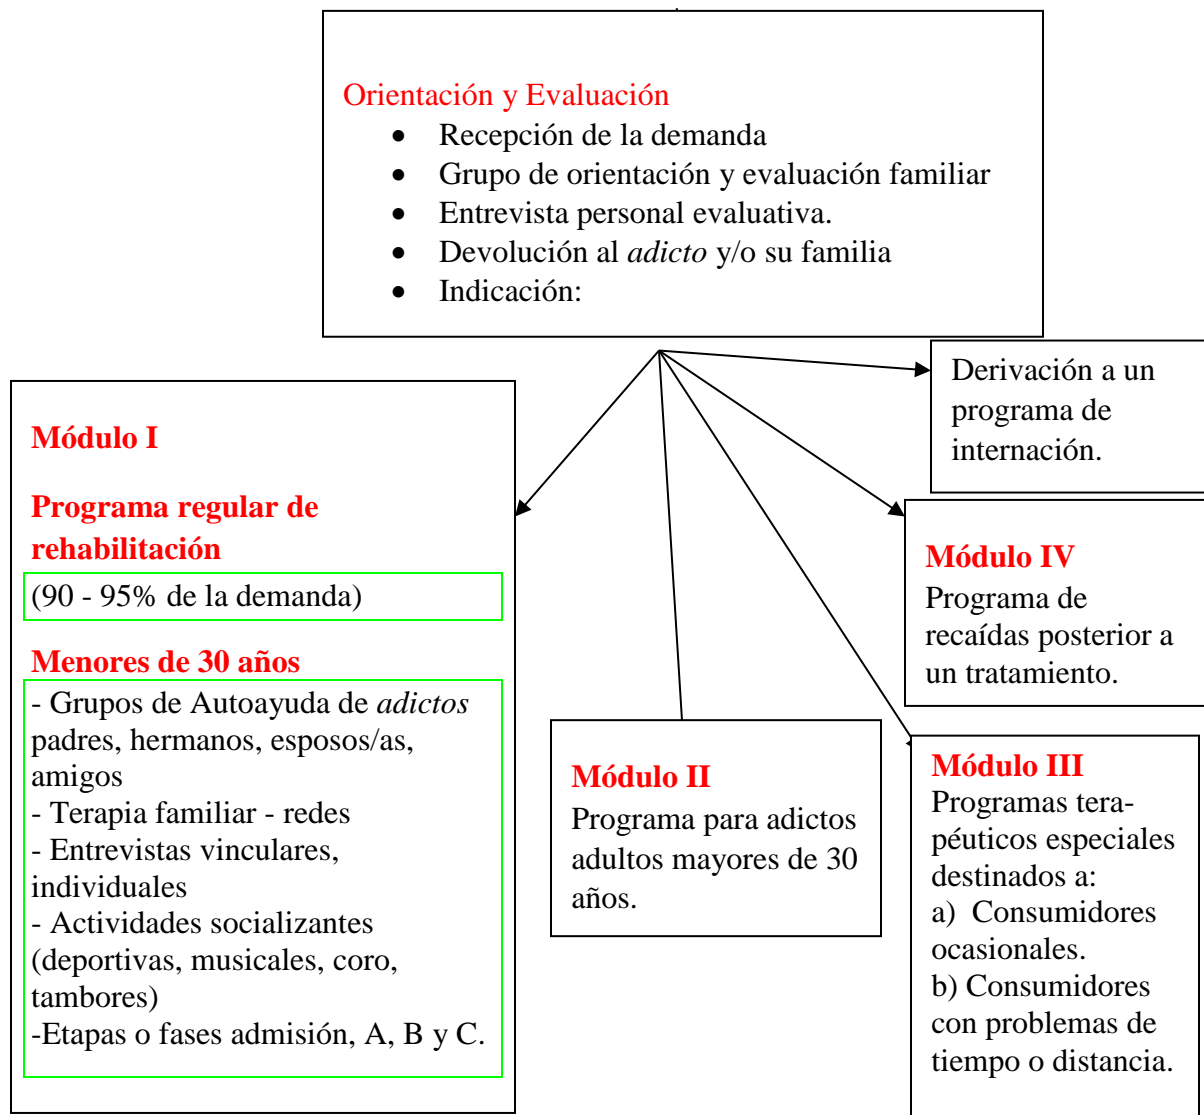 Orientación y Evaluación
• Recepción de la demanda
• Grupo de orientación y evaluación familiar
• Entrevista personal evaluativa.
• Devolución al adicto y/o su familia
• Indicación:
Derivación a un
programa de
internación.
Módulo I
Programa regular de
rehabilitación
(90 - 95% de la demanda)
Menores de 30 años
- Grupos de Autoayuda de adictos
padres, hermanos, esposos/as,
amigos
- Terapia familiar - redes
- Entrevistas vinculares,
individuales
- Actividades socializantes
(deportivas, musicales, coro,
tambores)
-Etapas o fases admisión, A, B y C.
Módulo IV
Programa de
recaídas posterior a
un tratamiento.
Módulo II
Programa para adictos
adultos mayores de 30
años.
Módulo III
Programas tera-
péuticos especiales
destinados a:
a) Consumidores
ocasionales.
b) Consumidores
con problemas de
tiempo o distancia.